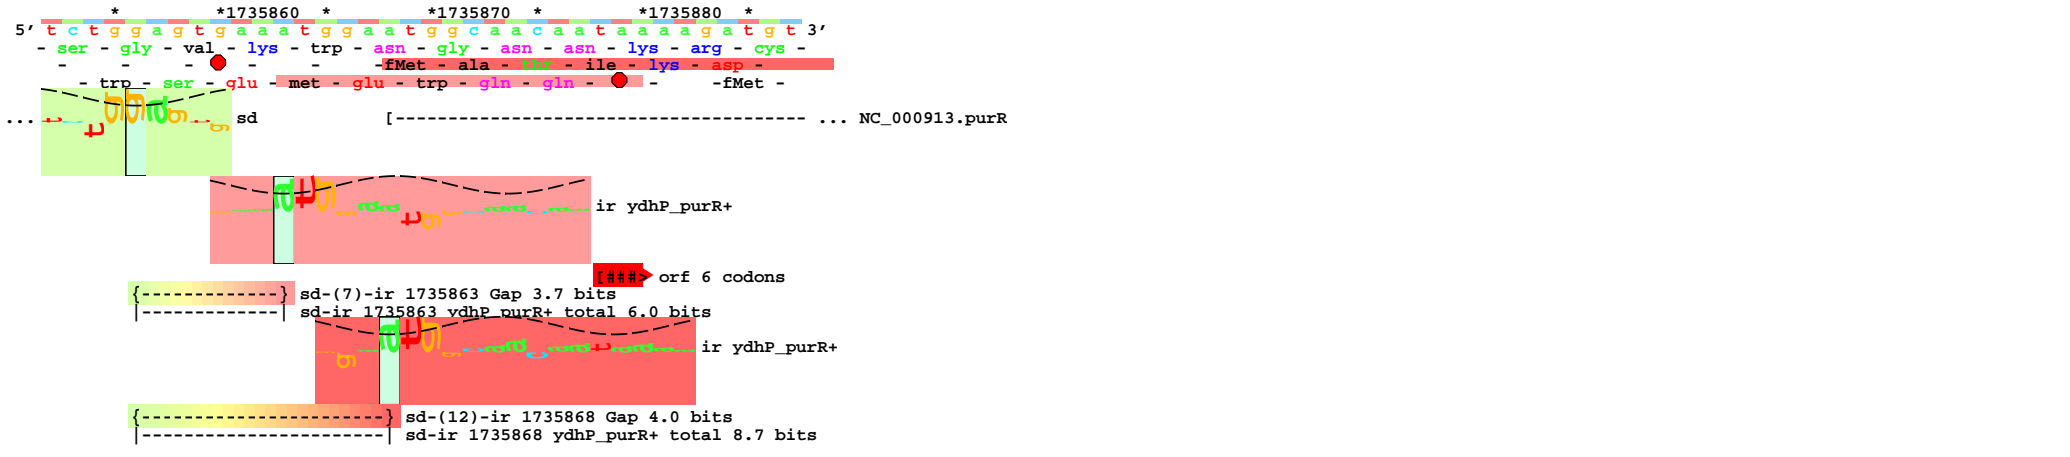 * *1735860 * *1735870 * *1735880 *
5' t c t g g a g t g a a a t g g a a t g g c a a c a a t a a a a g a t g t 3'
- ser - gly - val - lys - trp - asn - gly - asn - asn - lys - arg - cys -
- - - - - -fMet - ala - thr - ile - lys - asp -
- trp - ser - glu - met - glu - trp - gln - gln - - -fMet -
... sd [--------------------------------------- ... NC_000913.purR
ir ydhP_purR+
[###> orf 6 codons
{-------------} sd-(7)-ir 1735863 Gap 3.7 bits
|-------------| sd-ir 1735863 ydhP_purR+ total 6.0 bits
ir ydhP_purR+
{-----------------------} sd-(12)-ir 1735868 Gap 4.0 bits
|-----------------------| sd-ir 1735868 ydhP_purR+ total 8.7 bits